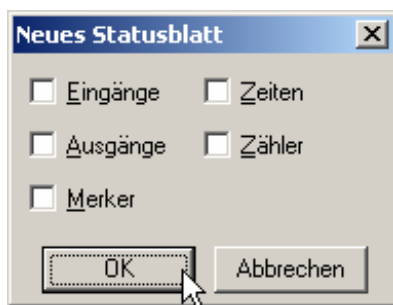 Neues Statusblatt
Eingänge Zeiten
Ausgänge Zähler
Merker
OK Abbrechen